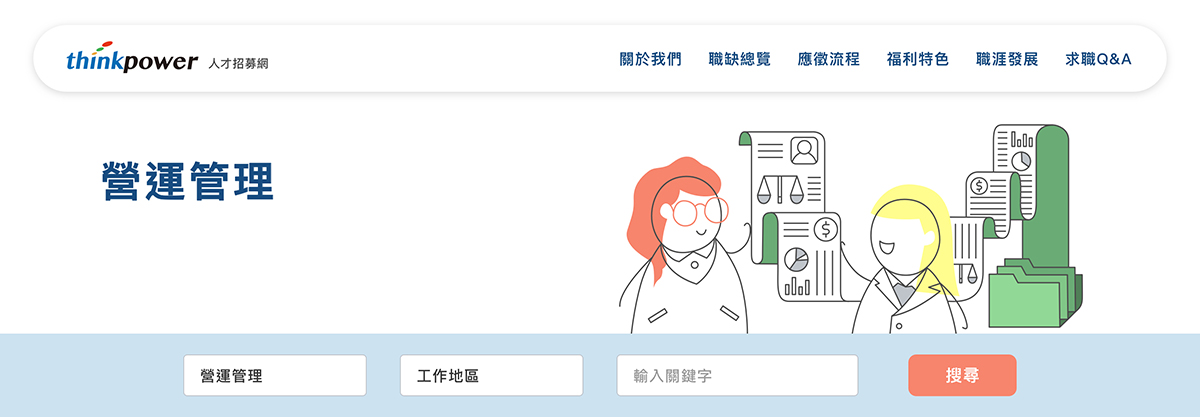 thinkpower 人才招募網
關於我們 職缺總覽 應徵流程 福利特色 職涯發展 求職Q&A
營運管理
$
$
營運管理 工作地區 輸入關鍵字 搜尋